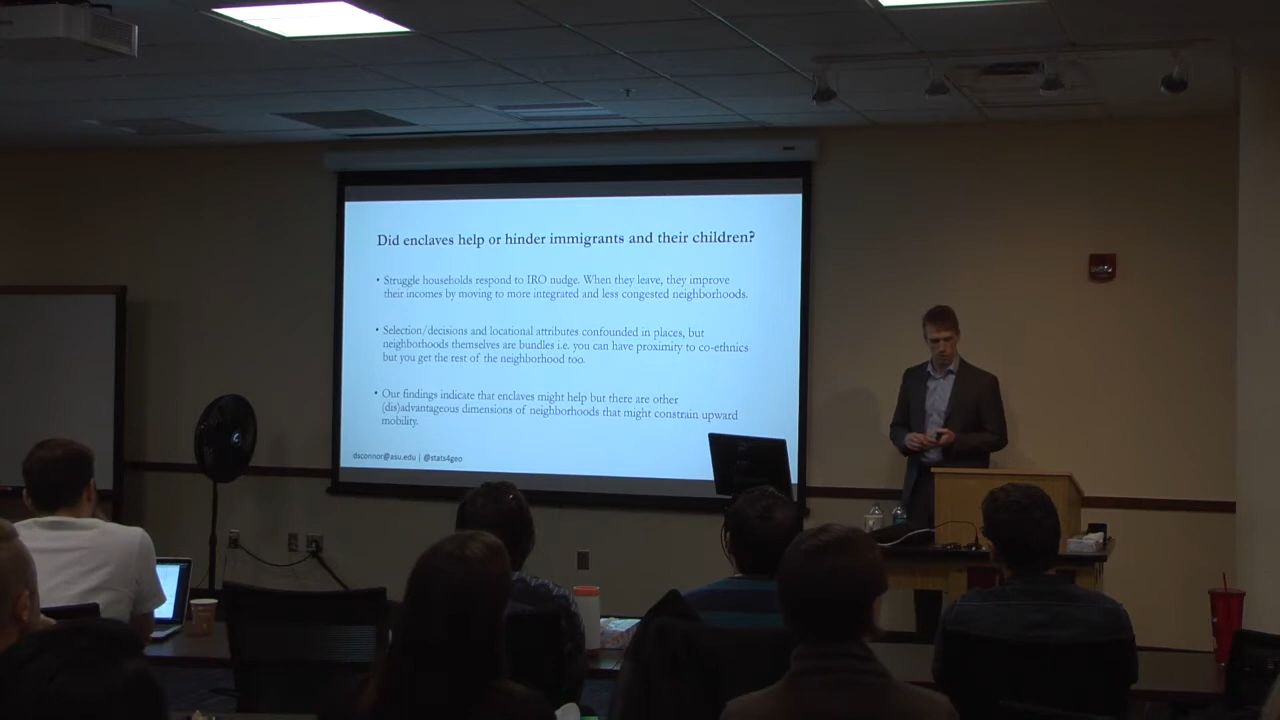 Did enclaves help or hinder immigrants and their children?
• Struggle households respond to IRO nudge. When they leave, they improve
their incomes by moving to more integrated and less congested neighborhoods.
• Selection/decisions and locational attributes confounded in places, but
neighborhoods themselves are bundles i.e. you can have proximity to co-ethnics
but you get the rest of the neighborhood too.
• Our findings indicate that enclaves might help but there are other
(dis)advantageous dimensions of neighborhoods that might constrain upward
mobility.
dsconnor@asu.edu | @stats4geo